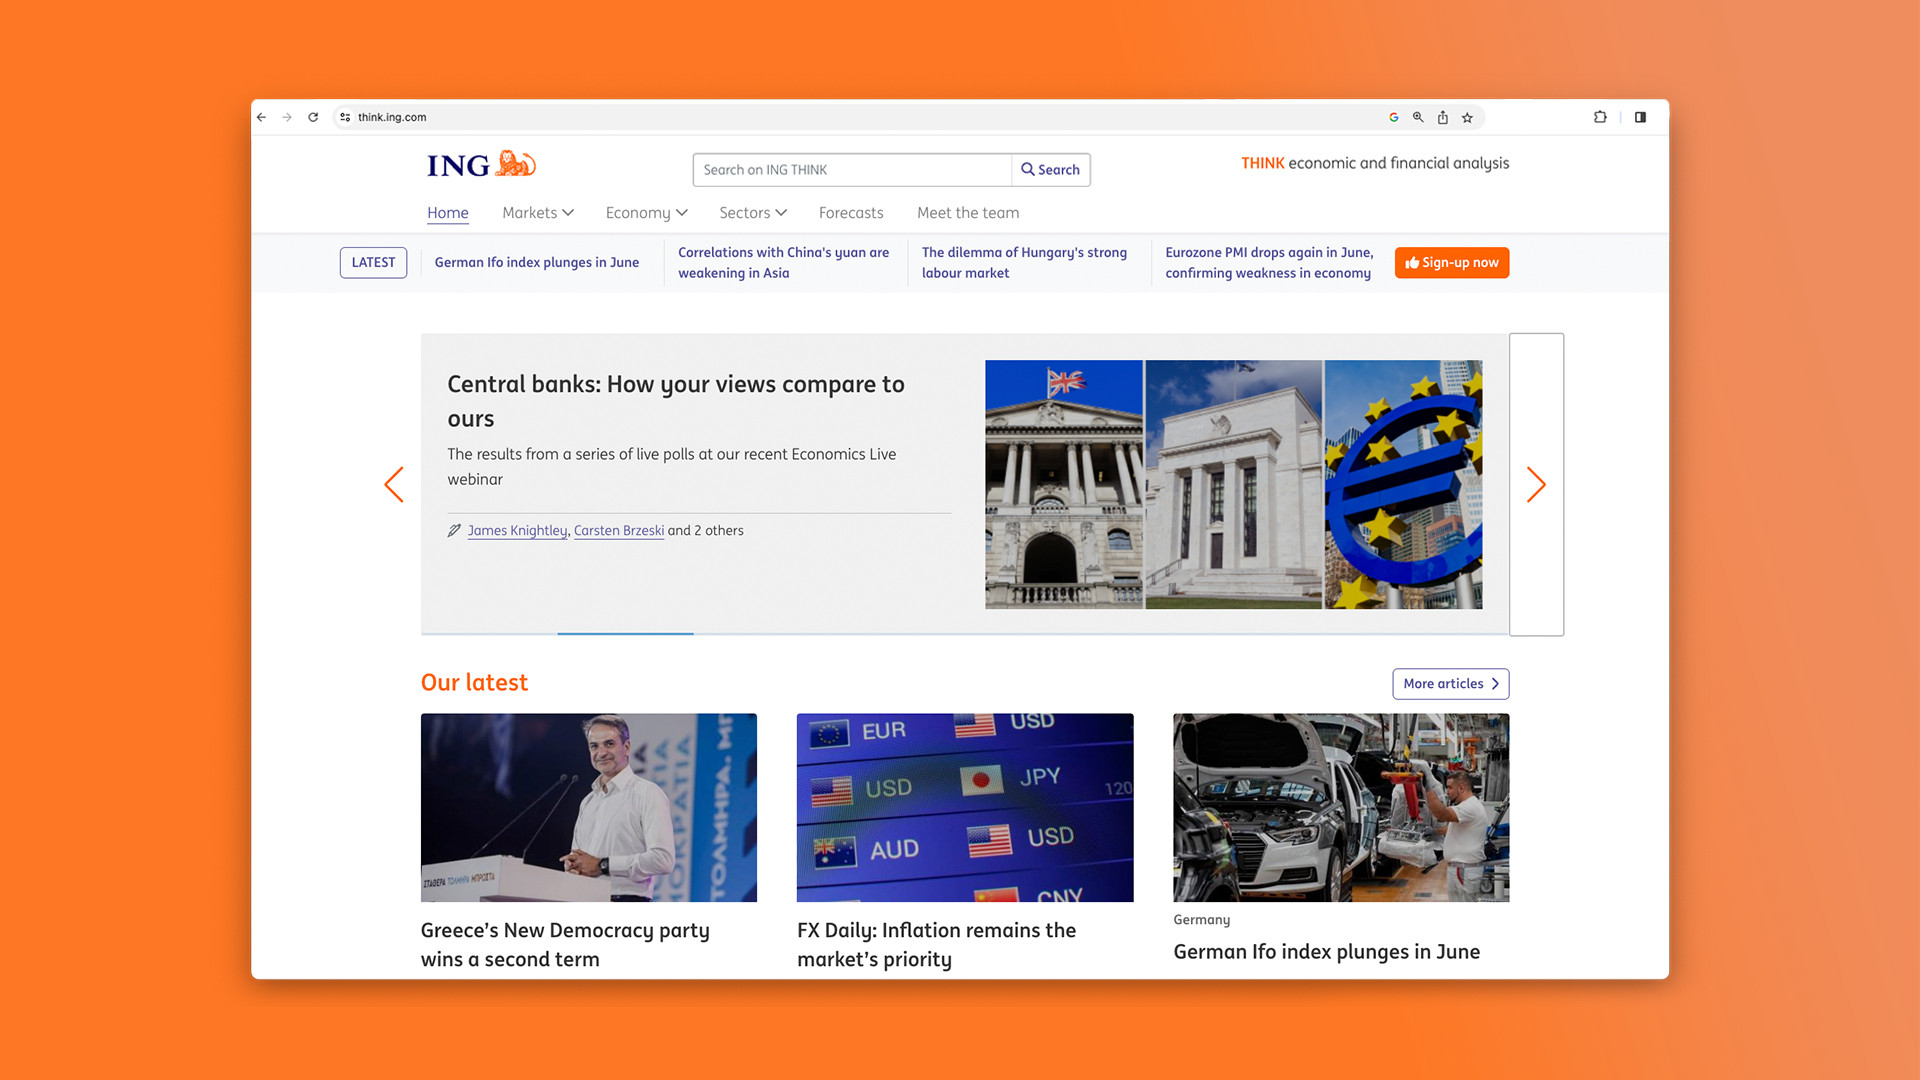 think.ing.com
ING
Search on ING THINK
Search
THINK economic and financial analysis
Home
Markets
Economy
Sectors
Forecasts
Meet the team
LATEST
German Ifo index plunges in June
Correlations with China's yuan are
weakening in Asia
The dilemma of Hungary's strong
labour market
Eurozone PMI drops again in June,
confirming weakness in economy
Sign-up now
Central banks: How your views compare to
ours
The results from a series of live polls at our recent Economics Live
webinar
James Knightley, Carsten Brzeski and 2 others
Our latest
More articles
ΣΤΑΘΕΡΑ ΤΟΛΜΗΡΑ ΜΠΡΟΣΤΑ
ΤΟΛΜΗΡΑ. ΜΠ
EUR
USD
USD
JPY
120
AUD
USD
CNY
Greece’s New Democracy party
wins a second term
FX Daily: Inflation remains the
market’s priority
Germany
German Ifo index plunges in June